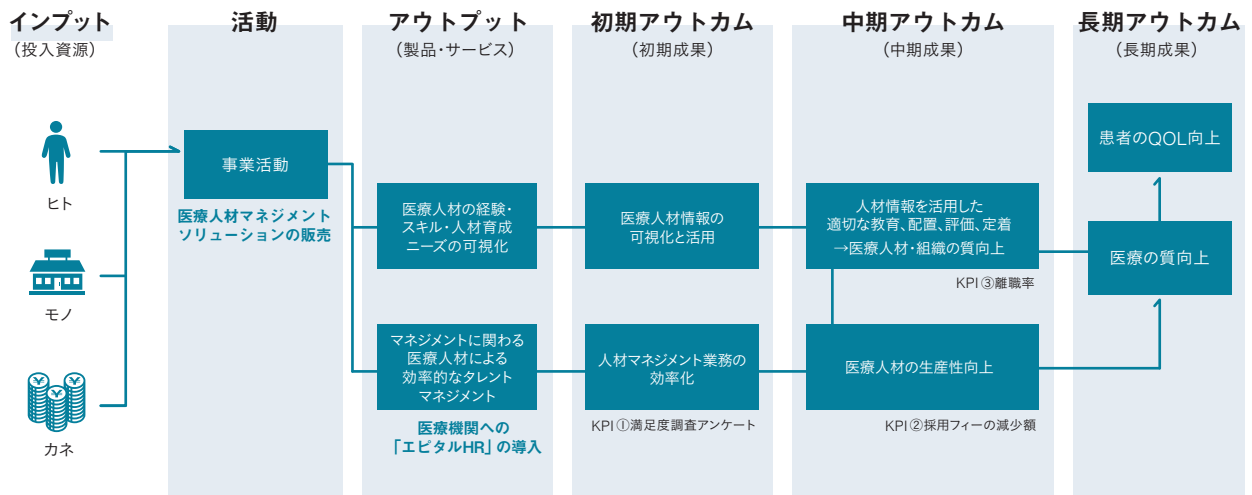 インプット
(投入資源)
活動
アウトプット
(製品・サービス)
初期アウトカム
(初期成果)
中期アウトカム
(中期成果)
長期アウトカム
(長期成果)
ヒト
モノ
カネ
事業活動
医療人材マネジメント
ソリューションの販売
医療人材の経験・
スキル・人材育成
ニーズの可視化
マネジメントに関わる
医療人材による
効率的なタレント
マネジメント
医療機関への
「エピタルHR」の導入
医療人材情報の
可視化と活用
人材マネジメント業務の
効率化
KPI①満足度調査アンケート
人材情報を活用した
適切な教育、配置、評価、定着
→医療人材・組織の質向上
KPI③離職率
医療人材の生産性向上
KPI②採用フィーの減少額
患者のQOL向上
医療の質向上